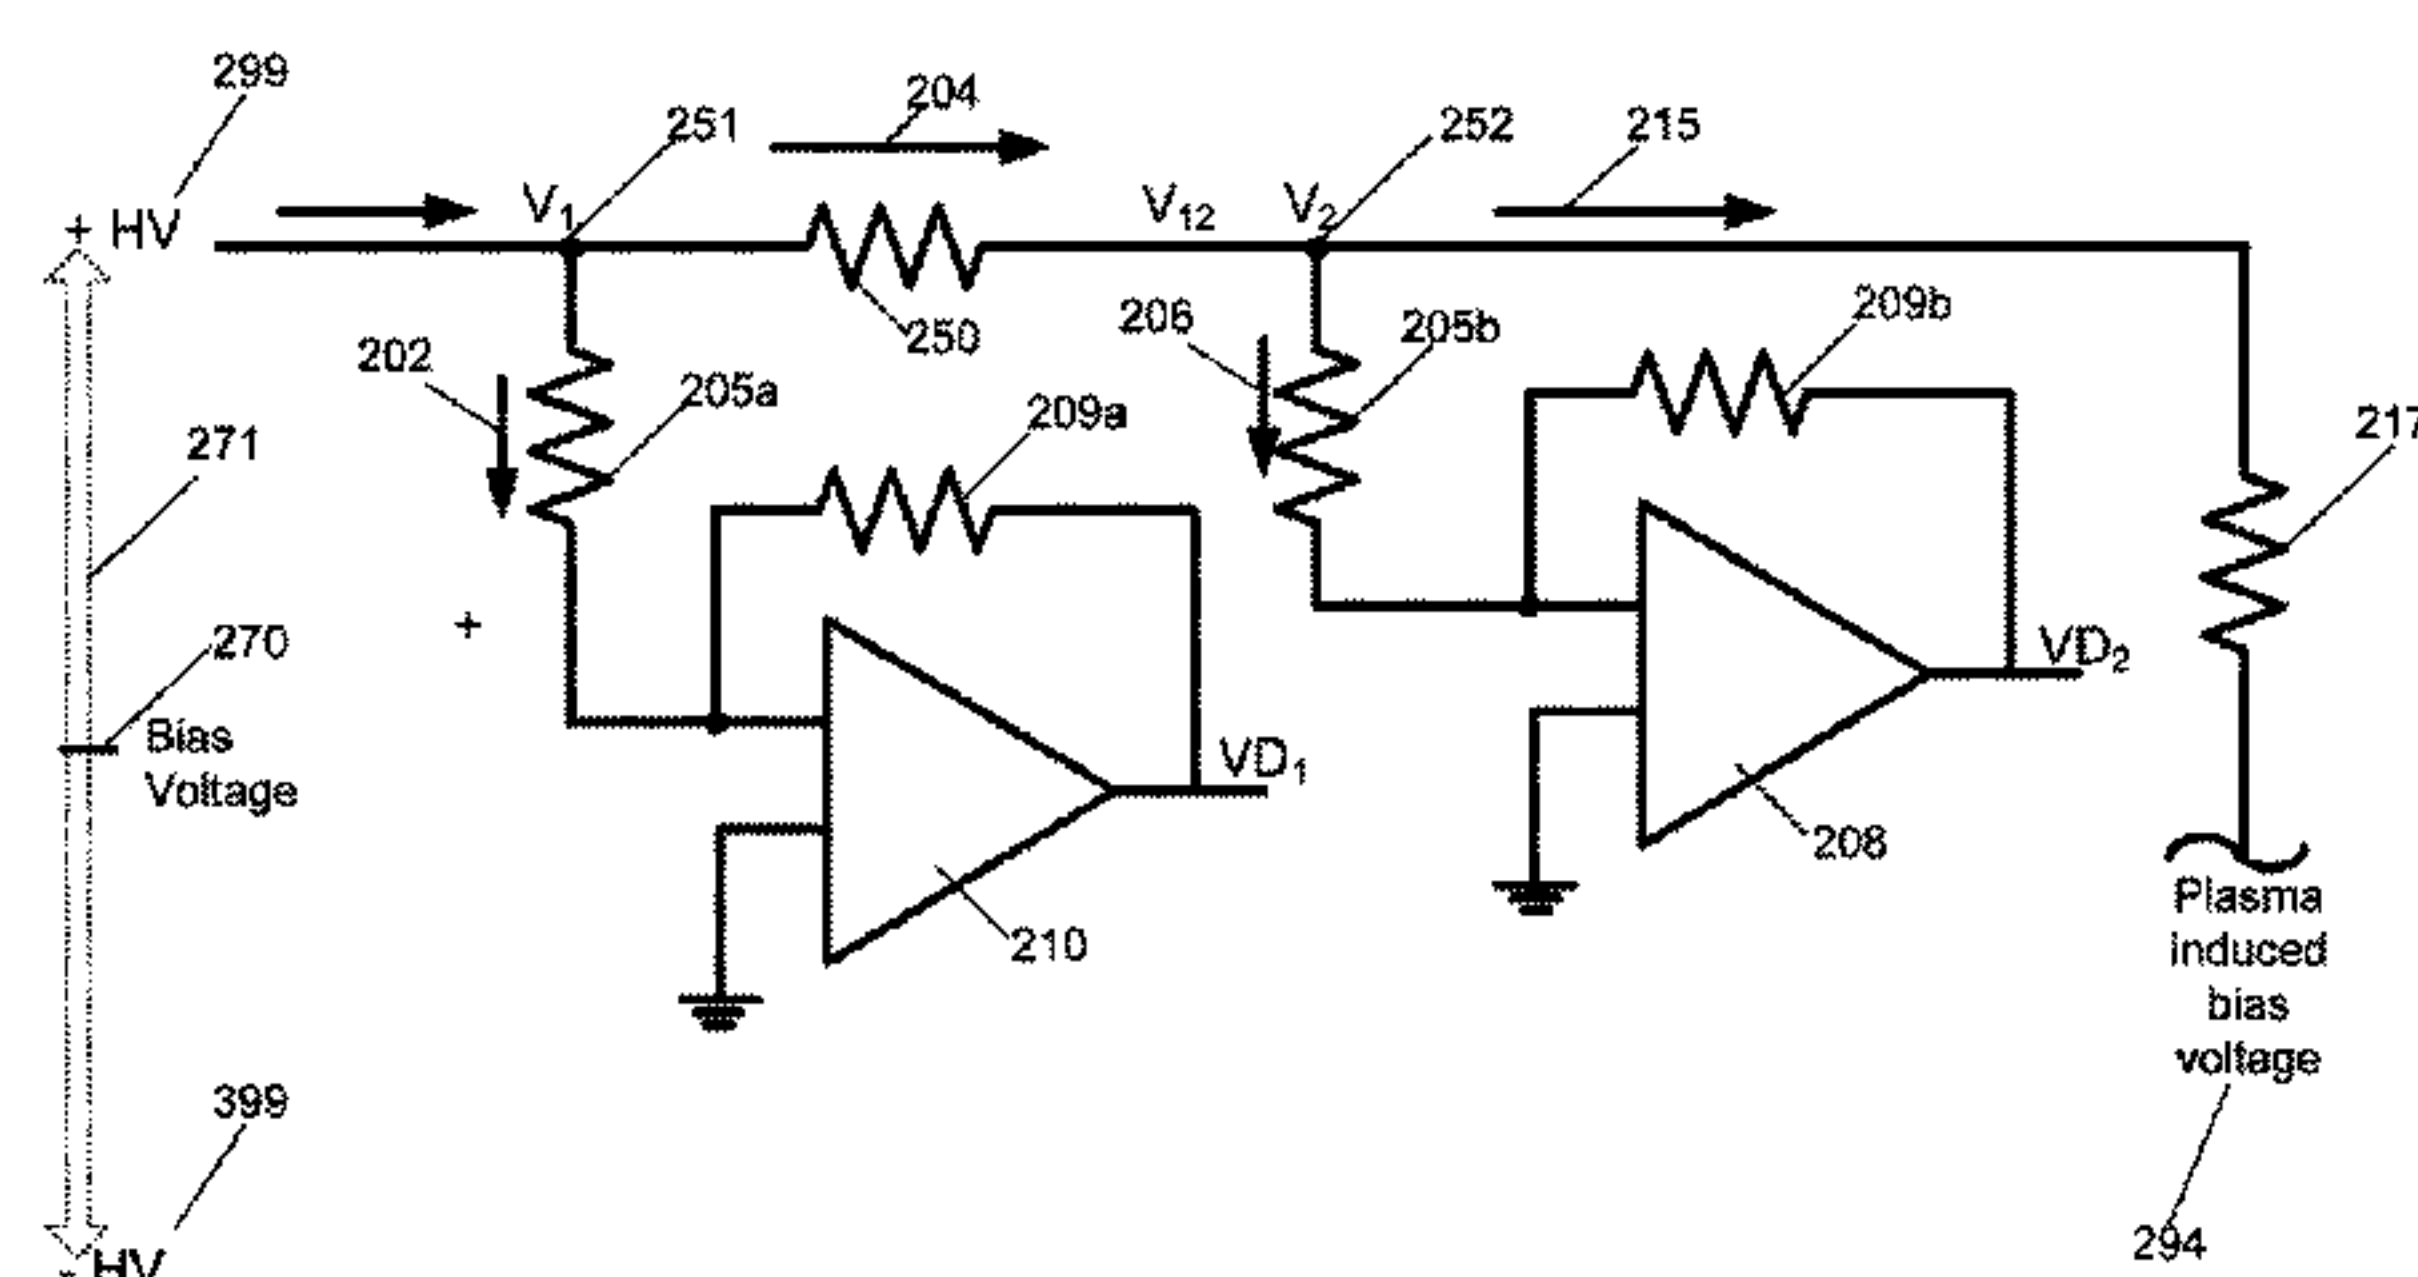 299
204
251
252
215
+ HV
V1
V12
V2
250
206
205b
209b
202
205a
209a
217
271
+
270
Bias
Voltage
VD1
VD2
208
210
Plasma
induced
bias
voltage
399
294
- HV